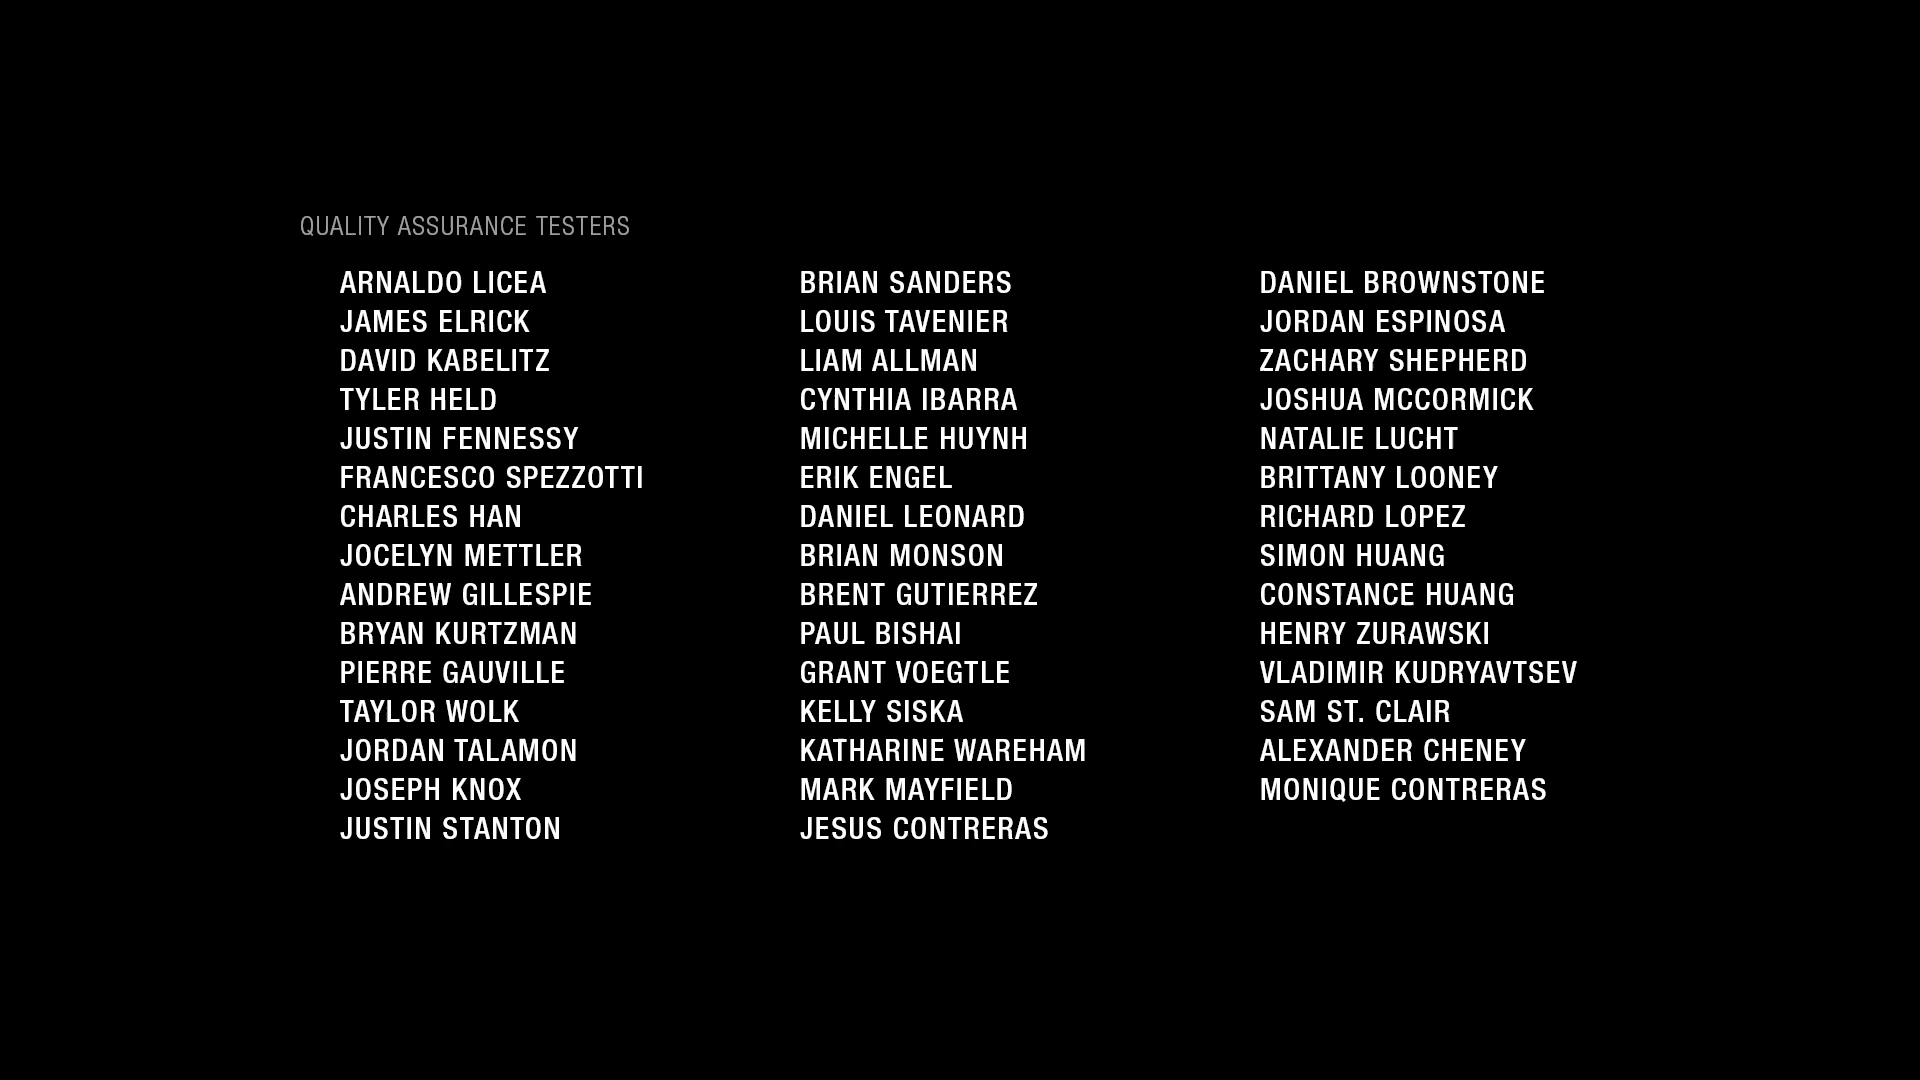 QUALITY ASSURANCE TESTERS
ARNALDO LICEA
JAMES ELRICK
DAVID KABELITZ
TYLER HELD
JUSTIN FENNESSY
FRANCESCO SPEZZOTTI
CHARLES HAN
JOCELYN METTLER
ANDREW GILLESPIE
BRYAN KURTZMAN
PIERRE GAUVILLE
TAYLOR WOLK
JORDAN TALAMON
JOSEPH KNOX
JUSTIN STANTON
BRIAN SANDERS
LOUIS TAVENIER
LIAM ALLMAN
CYNTHIA IBARRA
MICHELLE HUYNH
ERIK ENGEL
DANIEL LEONARD
BRIAN MONSON
BRENT GUTIERREZ
PAUL BISHAI
GRANT VOEGTLE
KELLY SISKA
KATHARINE WAREHAM
MARK MAYFIELD
JESUS CONTRERAS
DANIEL BROWNSTONE
JORDAN ESPINOSA
ZACHARY SHEPHERD
JOSHUA MCCORMICK
NATALIE LUCHT
BRITTANY LOONEY
RICHARD LOPEZ
SIMON HUANG
CONSTANCE HUANG
HENRY ZURAWSKI
VLADIMIR KUDRYAVTSEV
SAM ST. CLAIR
ALEXANDER CHENEY
MONIQUE CONTRERAS